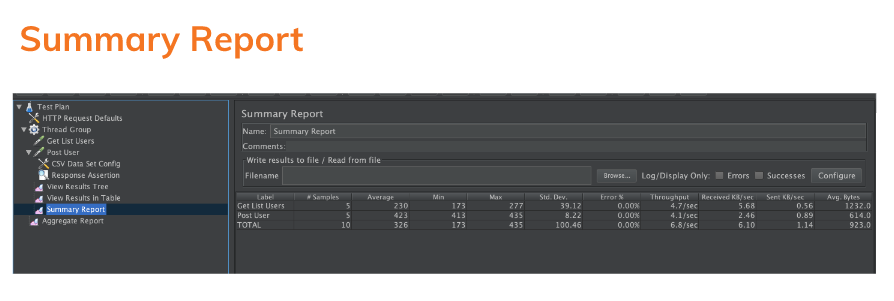 Summary Report
Test Plan
HTTP Request Defaults
Thread Group
Get List Users
Post User
CSV Data Set Config
Response Assertion
View Results Tree
View Results in Table
Summary Report
Aggregate Report
Summary Report
Name: Summary Report
Comments:
Write results to file / Read from file
Filename Browse... Log/Display Only: Errors Successes Configure
Label # Samples Average Min Max Std. Dev. Error % Throughput Received KB/sec Sent KB/sec Avg. Bytes
Get List Users 5 230 173 277 39.12 0.00% 4.7/sec 5.68 0.56 1232.0
Post User 5 423 413 435 8.22 0.00% 4.1/sec 2.46 0.89 614.0
TOTAL 10 326 173 435 100.46 0.00% 6.8/sec 6.10 1.14 923.0